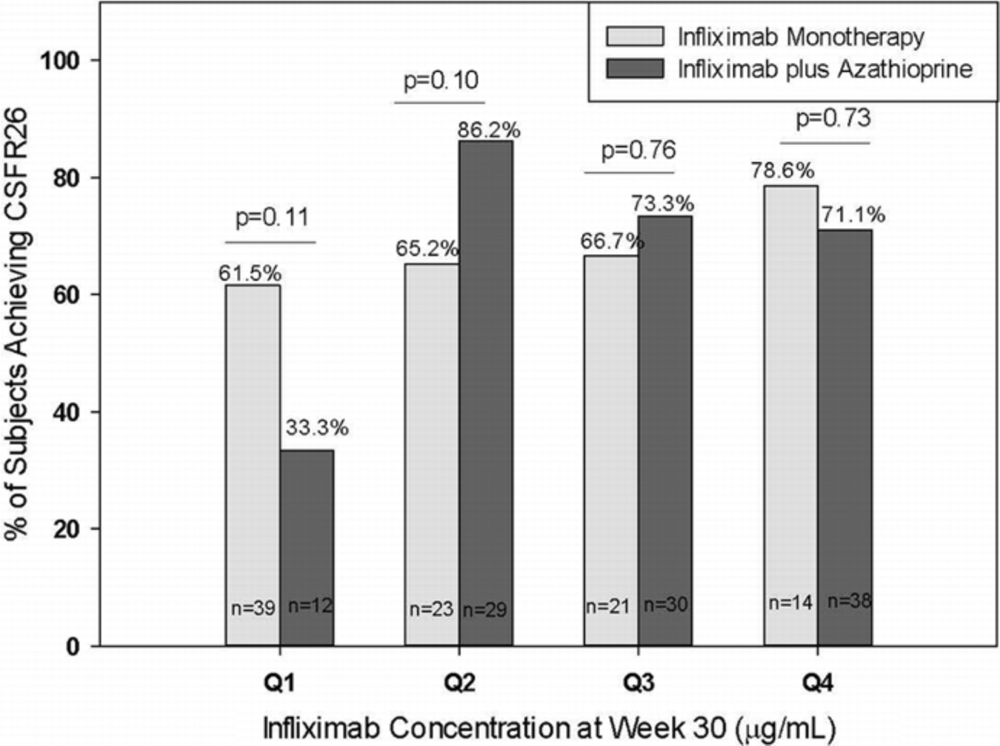 Infliximab Monotherapy
Infliximab plus Azathioprine
% of Subjects Achieving CSFR26
100
80
60
40
20
0
p=0.11
61.5%
33.3%
n=39
n=12
p=0.10
65.2%
86.2%
n=23
n=29
p=0.76
66.7%
73.3%
n=21
n=30
p=0.73
78.6%
71.1%
n=14
n=38
Q1
Q2
Q3
Q4
Infliximab Concentration at Week 30 (µg/mL)